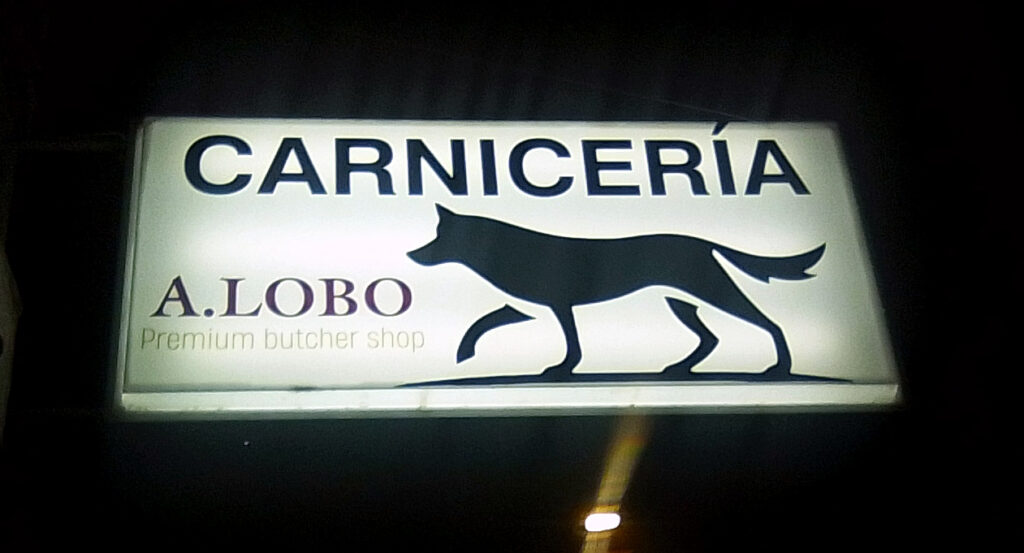 CARNICERÍA
A.LOBO
Premium butcher shop